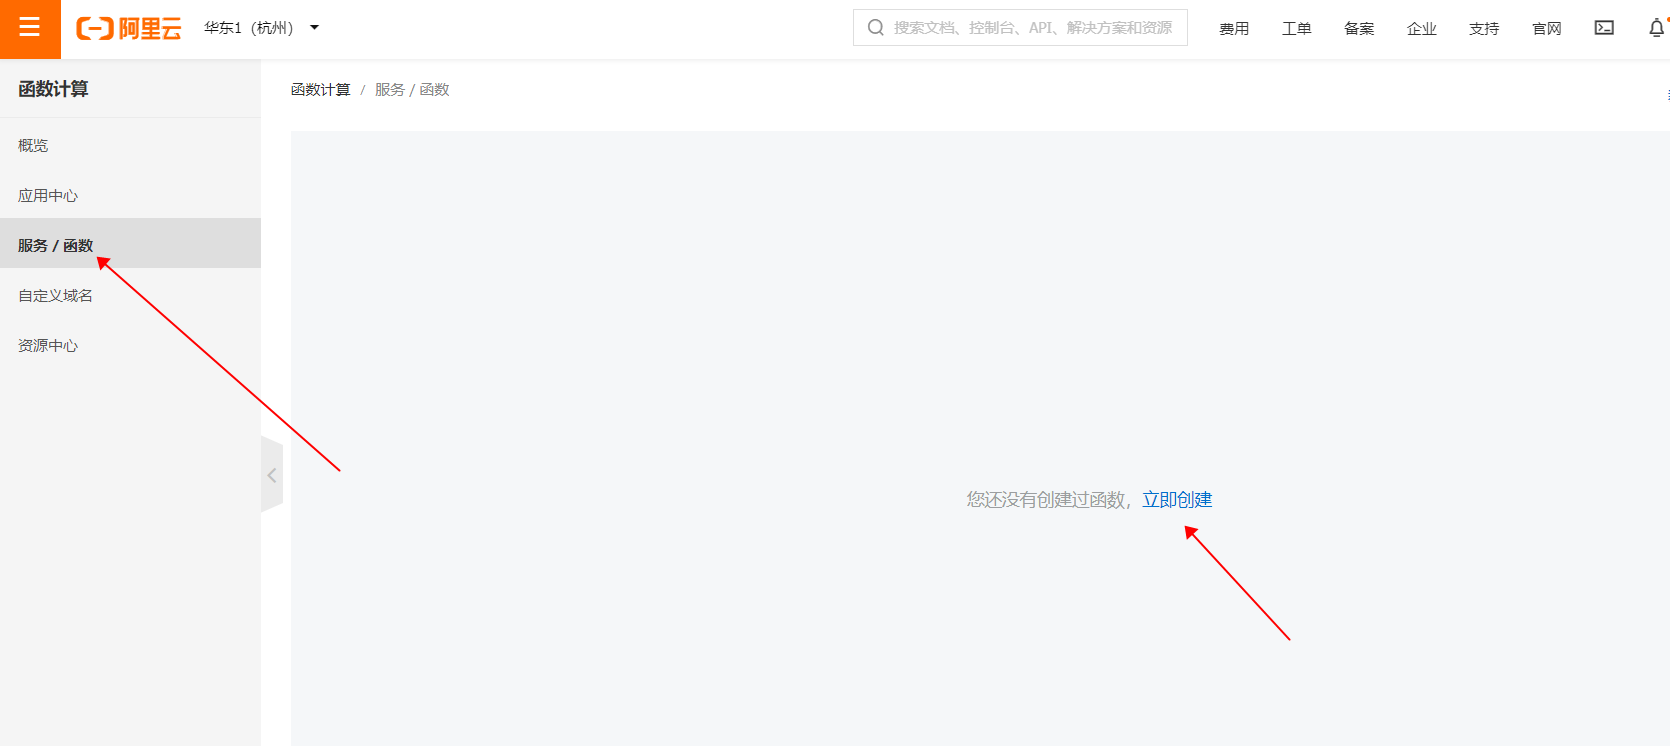 阿里云 华东1（杭州） 搜索文档、控制台、API、解决方案和资源 费用 工单 备案 企业 支持 官网
函数计算
函数计算 / 服务 / 函数
概览
应用中心
服务 / 函数
自定义域名
资源中心
您还没有创建过函数，立即创建